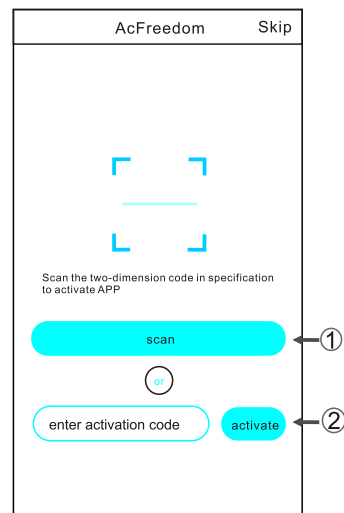 AcFreedom Skip
Scan the two-dimension code in specification
to activate APP
scan
①
or
enter activation code activate
②